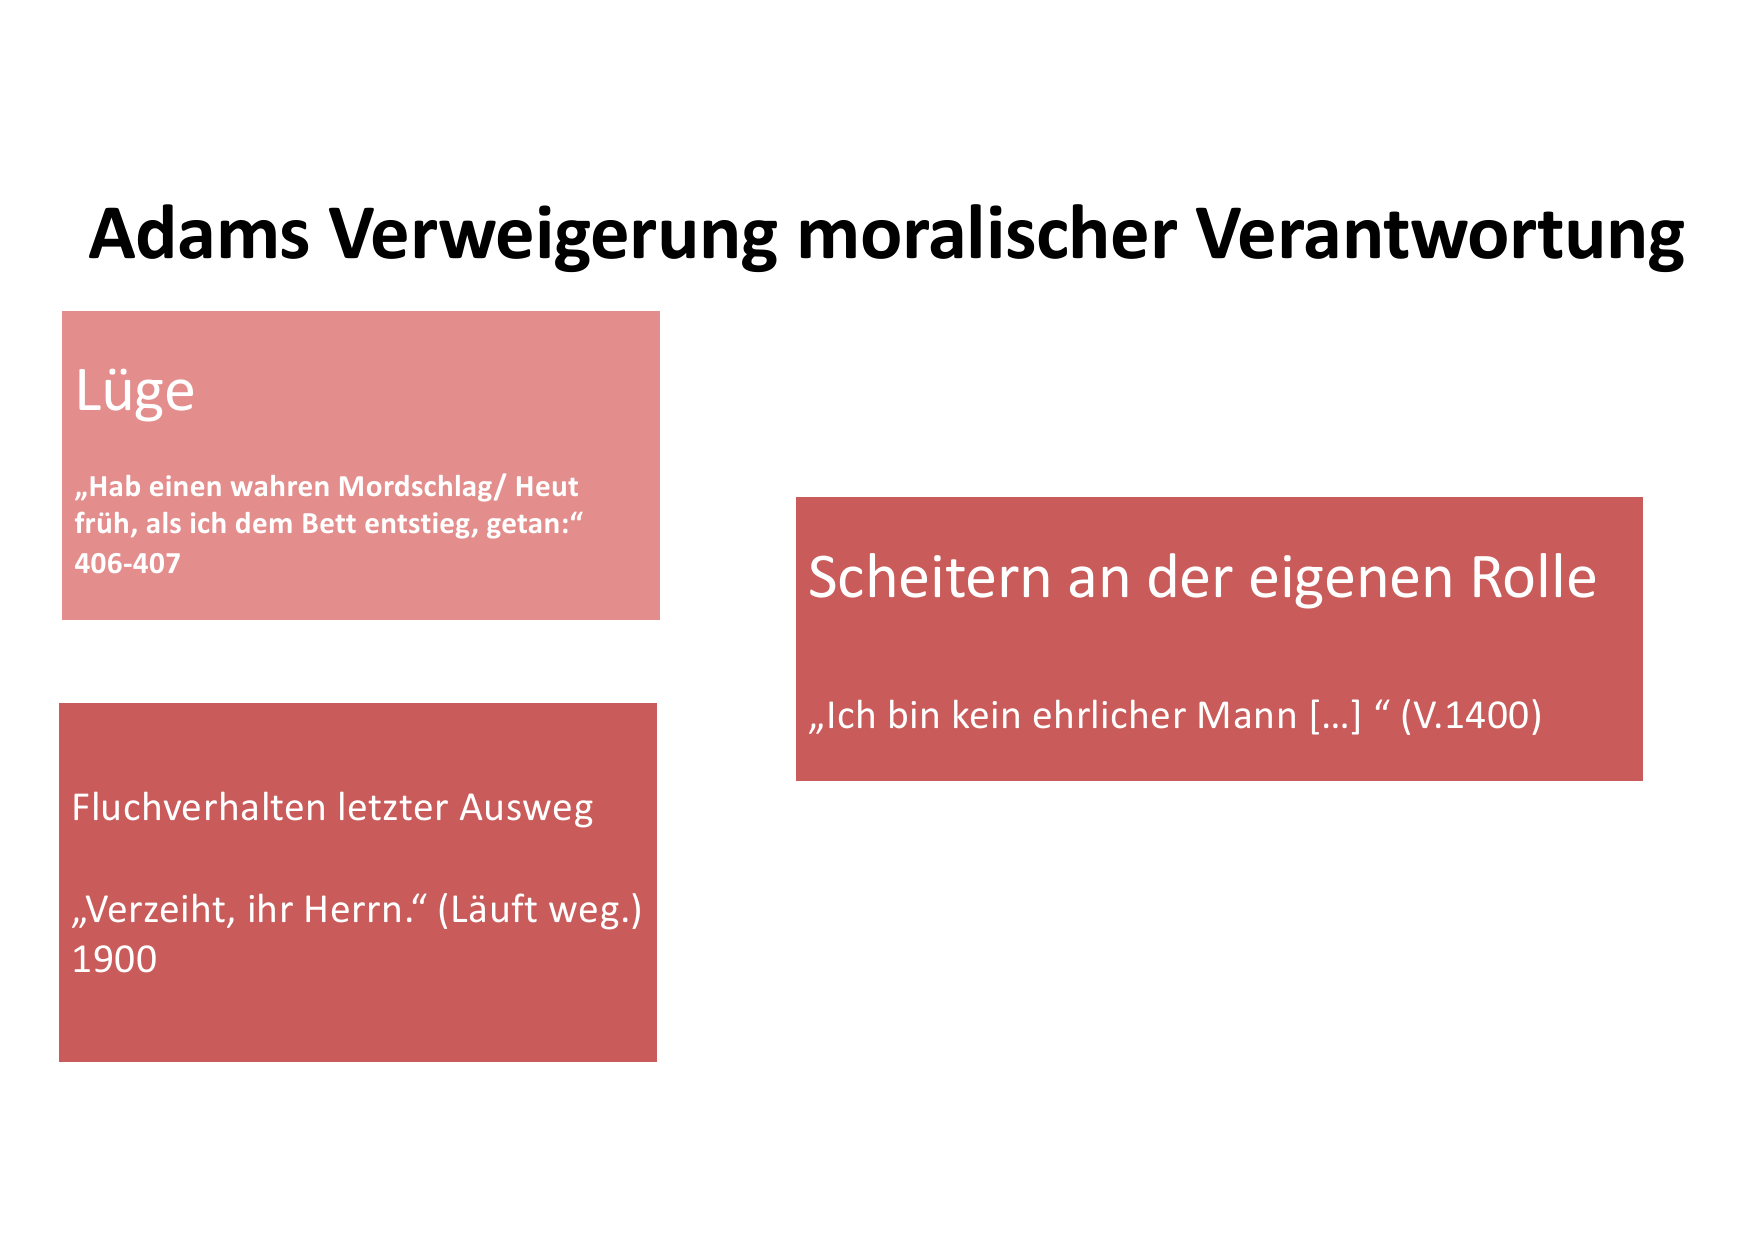 Adams Verweigerung moralischer Verantwortung
Lüge
„Hab einen wahren Mordschlag/ Heut
früh, als ich dem Bett entstieg, getan:“
406-407
Scheitern an der eigenen Rolle
„Ich bin kein ehrlicher Mann […] “ (V.1400)
Fluchverhalten letzter Ausweg
„Verzeiht, ihr Herrn.“ (Läuft weg.)
1900